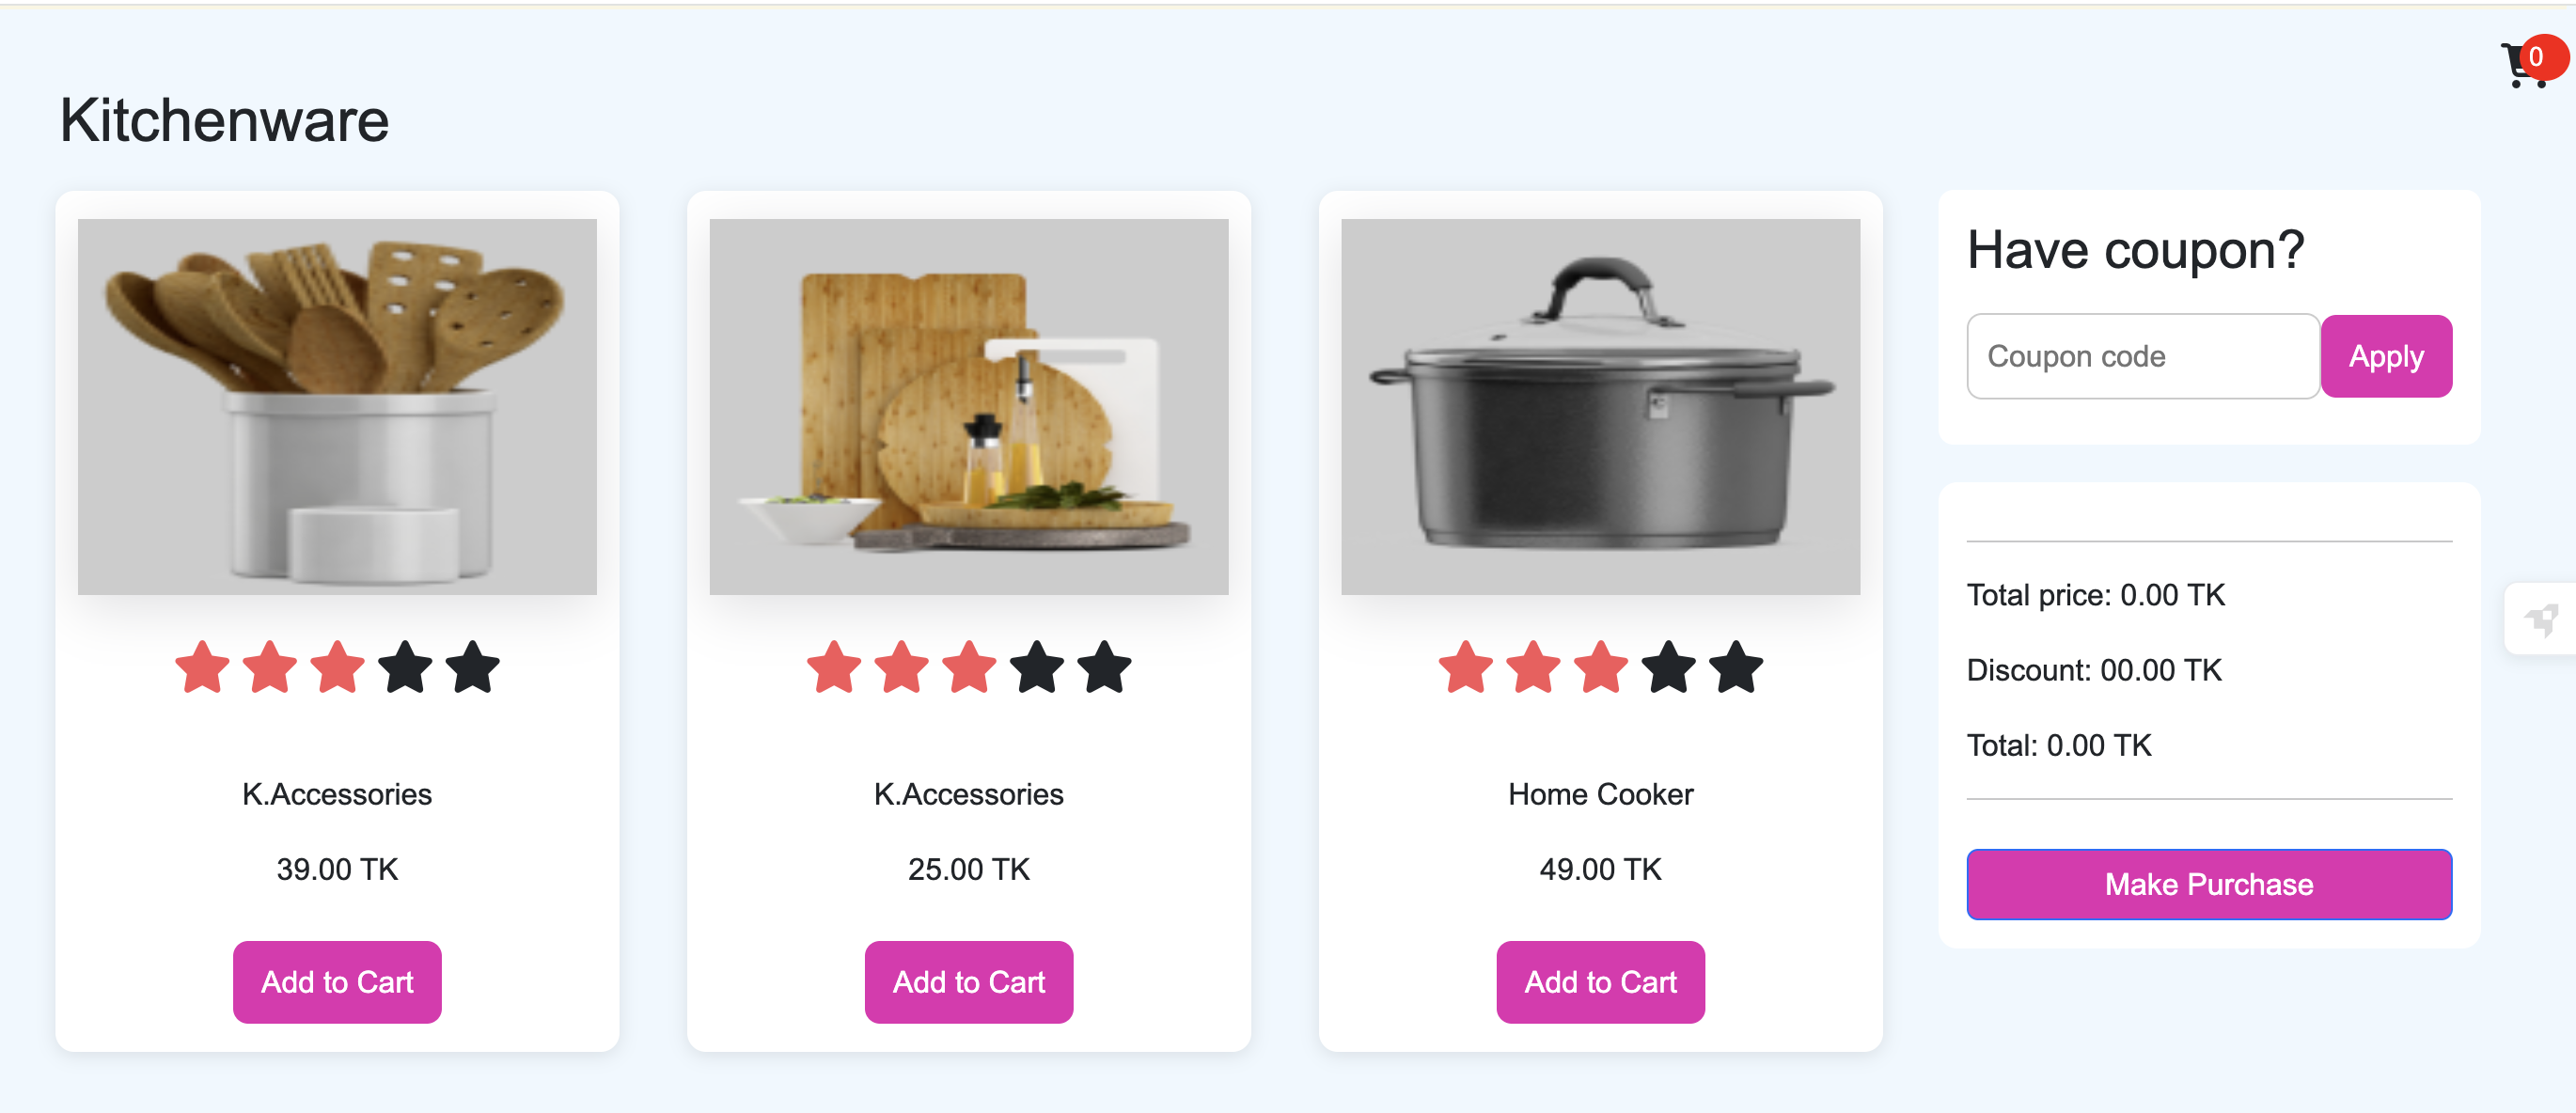 0
Kitchenware
K.Accessories
39.00 TK
Add to Cart
K.Accessories
25.00 TK
Add to Cart
Home Cooker
49.00 TK
Add to Cart
Have coupon?
Coupon code
Apply
Total price: 0.00 TK
Discount: 00.00 TK
Total: 0.00 TK
Make Purchase